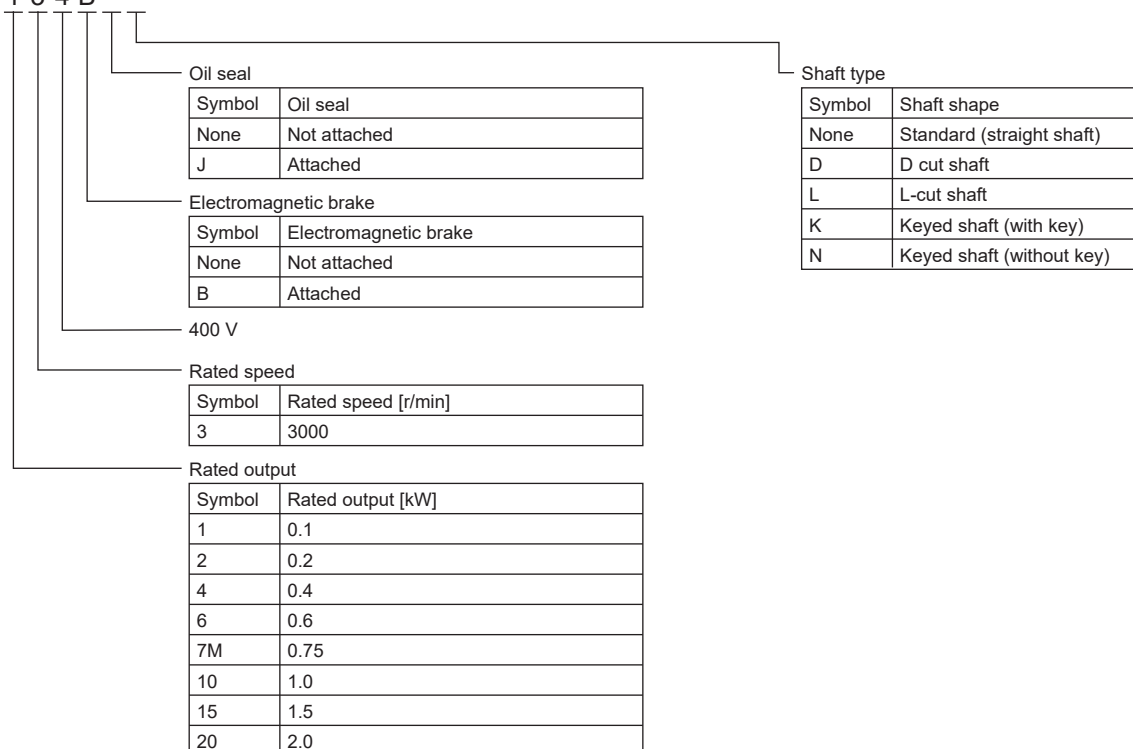 1 3 4 B
Oil seal
Symbol Oil seal
None Not attached
J Attached
Electromagnetic brake
Symbol Electromagnetic brake
None Not attached
B Attached
400 V
Rated speed
Symbol Rated speed [r/min]
3 3000
Rated output
Symbol Rated output [kW]
1 0.1
2 0.2
4 0.4
6 0.6
7M 0.75
10 1.0
15 1.5
20 2.0
Shaft type
Symbol Shaft shape
None Standard (straight shaft)
D D cut shaft
L L-cut shaft
K Keyed shaft (with key)
N Keyed shaft (without key)